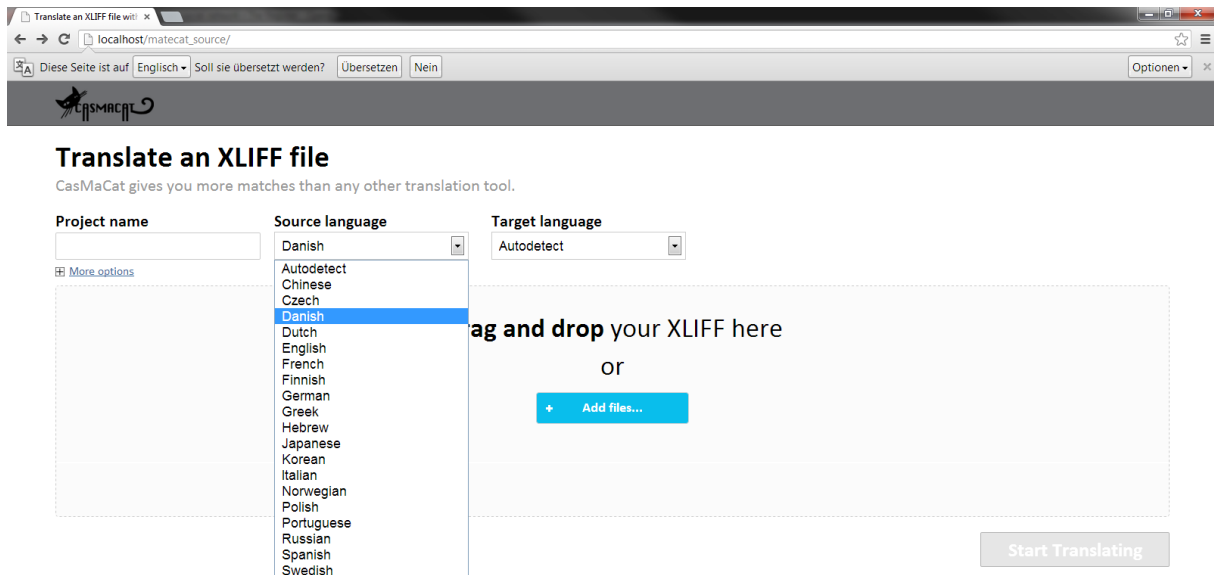 Translate an XLIFF file with
localhost/matecat_source/
Diese Seite ist auf Englisch Soll sie übersetzt werden? Übersetzen Nein Optionen
CASMACAT
Translate an XLIFF file
CasMaCat gives you more matches than any other translation tool.
Project name Source language Target language
Danish Autodetect
More options
Autodetect
Chinese
Czech
Danish
Dutch
English
French
Finnish
German
Greek
Hebrew
Japanese
Korean
Italian
Norwegian
Polish
Portuguese
Russian
Spanish
Swedish
ag and drop your XLIFF here
or
+ Add files...
Start Translating